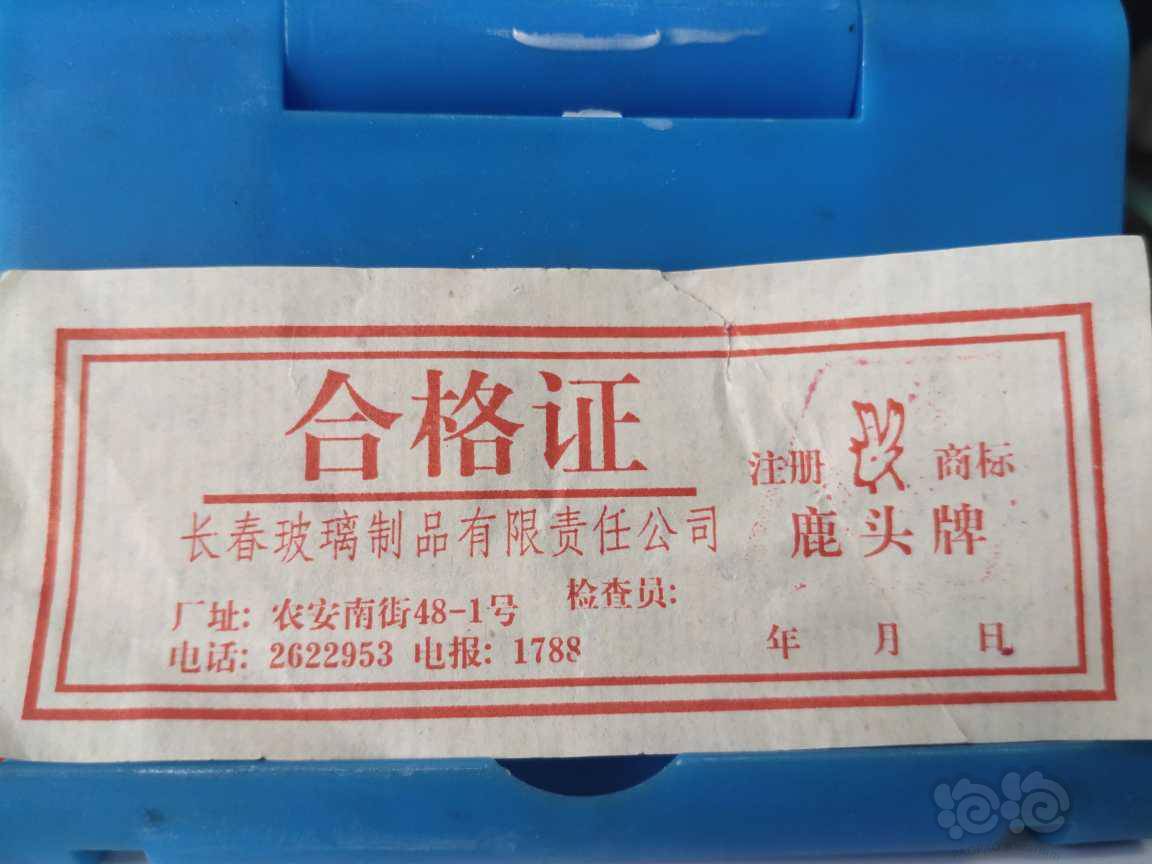 合格证
注册 商标
长春玻璃制品有限责任公司
鹿头牌
厂址: 农安南街48-1号 检查员:
电话: 2622953 电报: 1788
年 月 日